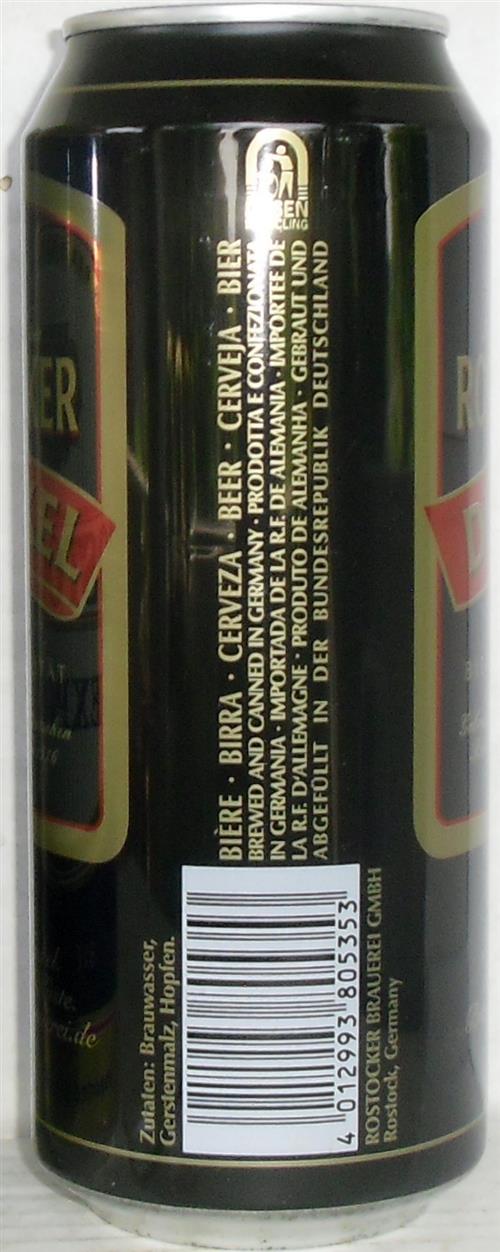 BIÈRE · BIRRA · CERVEZA · BEER · CERVEJA · BIER
BREWED AND CANNED IN GERMANY · PRODOTTA E CONFEZIONATA
IN GERMANIA · IMPORTADA DE LA R.F. DE ALEMANIA · IMPORTEE DE
LA R.F. D'ALLEMAGNE · PRODUTO DE ALEMANHA · GEBRAUT UND
ABGEFÜLLT IN DER BUNDESREPUBLIK DEUTSCHLAND
Zutaten: Brauwasser,
Gerstenmalz, Hopfen.
4 012993 805353
ROSTOCKER BRAUEREI GMBH
Rostock, Germany